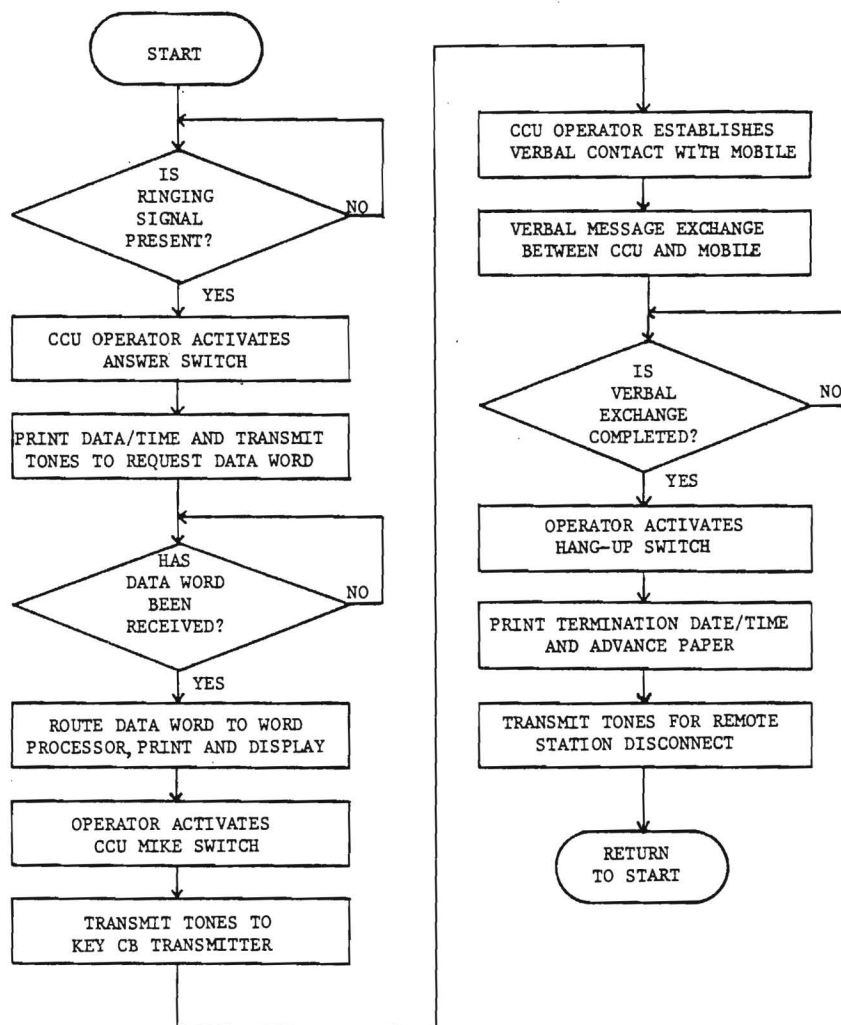 START
IS
RINGING
SIGNAL
PRESENT?
NO
YES
CCU OPERATOR ACTIVATES
ANSWER SWITCH
PRINT DATA/TIME AND TRANSMIT
TONES TO REQUEST DATA WORD
HAS
DATA WORD
BEEN
RECEIVED?
NO
YES
ROUTE DATA WORD TO WORD
PROCESSOR, PRINT AND DISPLAY
OPERATOR ACTIVATES
CCU MIKE SWITCH
TRANSMIT TONES TO
KEY CB TRANSMITTER
CCU OPERATOR ESTABLISHES
VERBAL CONTACT WITH MOBILE
VERBAL MESSAGE EXCHANGE
BETWEEN CCU AND MOBILE
IS
VERBAL
EXCHANGE
COMPLETED?
NO
YES
OPERATOR ACTIVATES
HANG-UP SWITCH
PRINT TERMINATION DATE/TIME
AND ADVANCE PAPER
TRANSMIT TONES FOR REMOTE
STATION DISCONNECT
RETURN
TO START